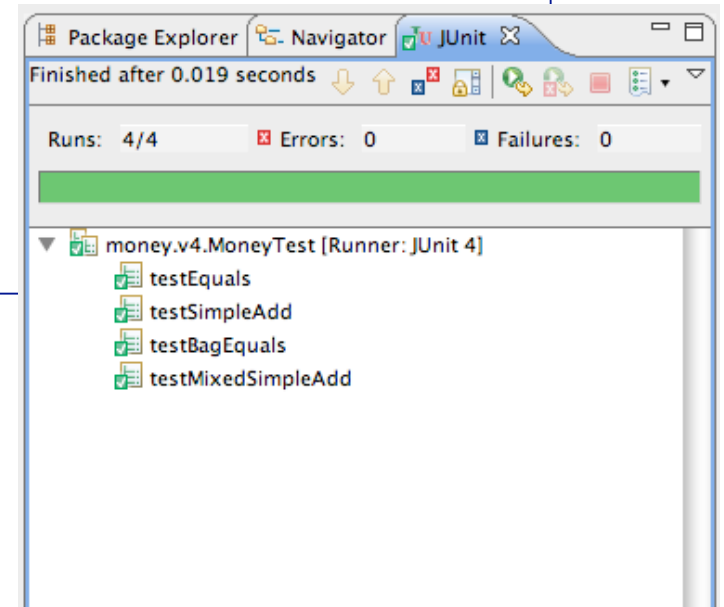 Package Explorer Navigator JU JUnit
Finished after 0.019 seconds
Runs: 4/4 Errors: 0 Failures: 0
money.v4.MoneyTest [Runner: JUnit 4]
testEquals
testSimpleAdd
testBagEquals
testMixedSimpleAdd